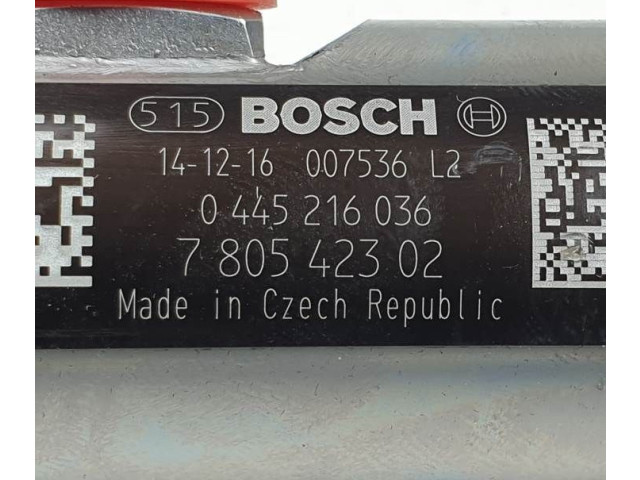 515 BOSCH
14-12-16 007536 L2
0 445 216 036
7 805 423 02
Made in Czech Republic